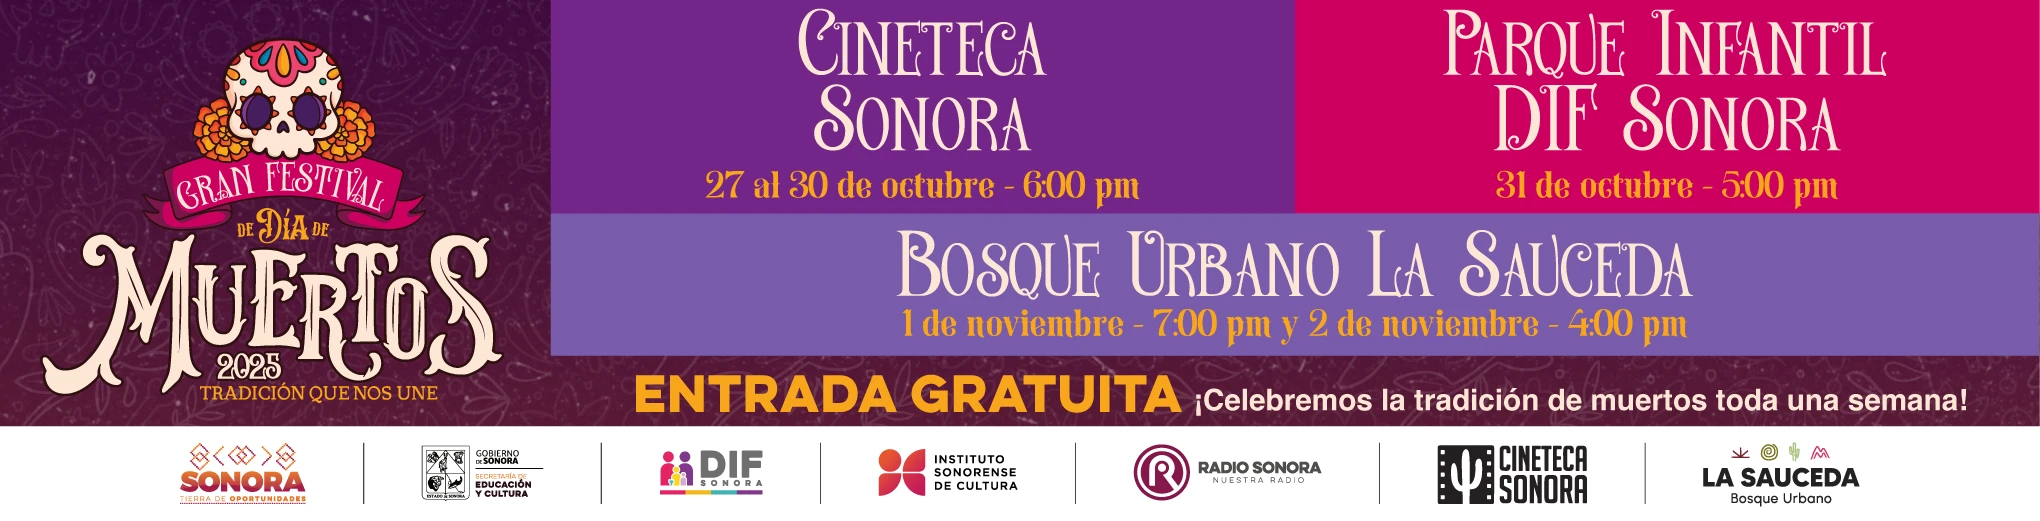 GRAN FESTIVAL
DE DÍA DE
MUERTOS
2025
TRADICIÓN QUE NOS UNE
CINETECA
SONORA
27 al 30 de octubre - 6:00 pm
PARQUE INFANTIL
DIF SONORA
31 de octubre - 5:00 pm
BOSQUE URBANO LA SAUCEDA
1 de noviembre - 7:00 pm y 2 de noviembre - 4:00 pm
ENTRADA GRATUITA ¡Celebremos la tradición de muertos toda una semana!
SONORA
TIERRA DE OPORTUNIDADES
ESTADO DE SONORA
GOBIERNO
DE SONORA
SECRETARÍA DE
EDUCACIÓN
Y CULTURA
DIF
SONORA
INSTITUTO
SONORENSE
DE CULTURA
R
RADIO SONORA
NUESTRA RADIO
CINETECA
SONORA
LA SAUCEDA
Bosque Urbano